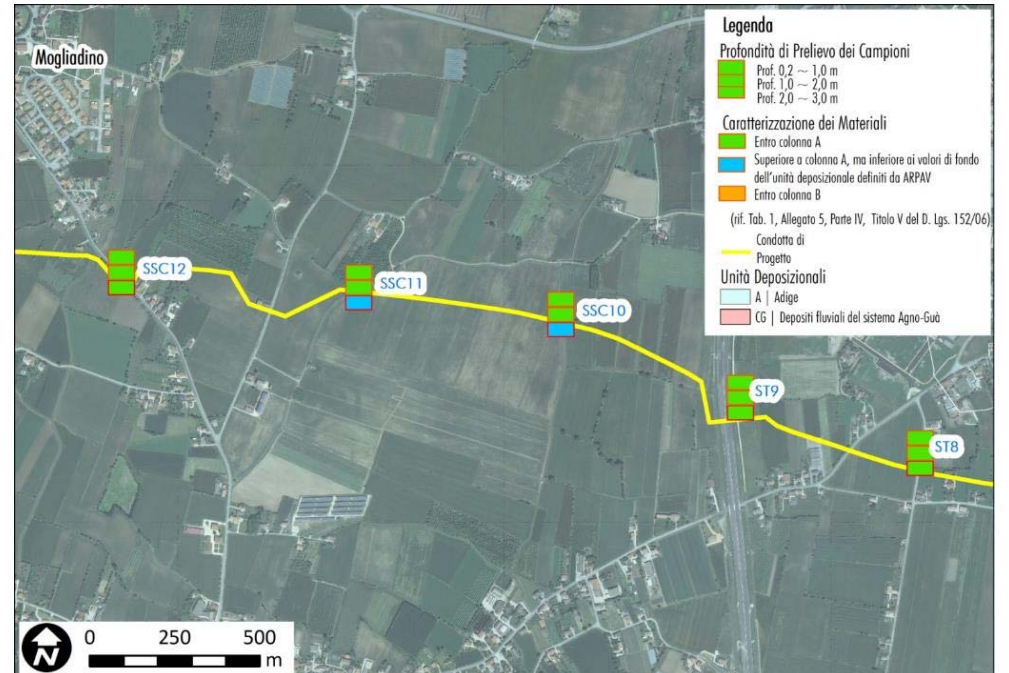 Mogliadino
Legenda
Profondità di Prelievo dei Campioni
Prof. 0,2 ~ 1,0 m
Prof. 1,0 ~ 2,0 m
Prof. 2,0 ~ 3,0 m
Caratterizzazione dei Materiali
Entro colonna A
Superiore a colonna A, ma inferiore ai valori di fondo
dell'unità deposizionale definiti da ARPAV
Entro colonna B
(rif. Tab. 1, Allegato 5, Parte IV, Titolo V del D. Lgs. 152/06)
Condotta di
Progetto
Unità Deposizionali
A | Adige
CG | Depositi fluviali del sistema Agno-Guà
SSC12
SSC11
SSC10
ST9
ST8
N
0 250 500
m